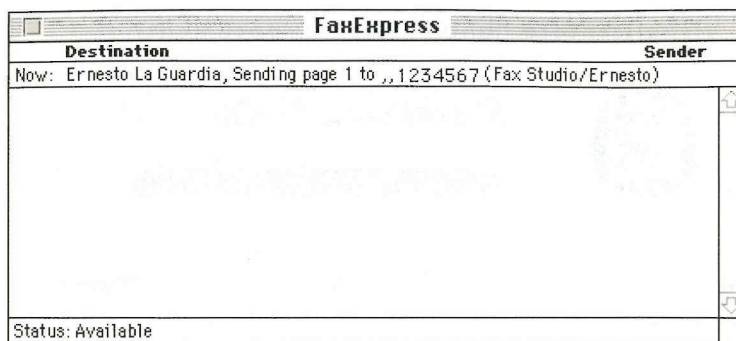 FaxExpress
Destination Sender
Now: Ernesto La Guardia, Sending page 1 to ,,1234567 (Fax Studio/Ernesto)
Status: Available